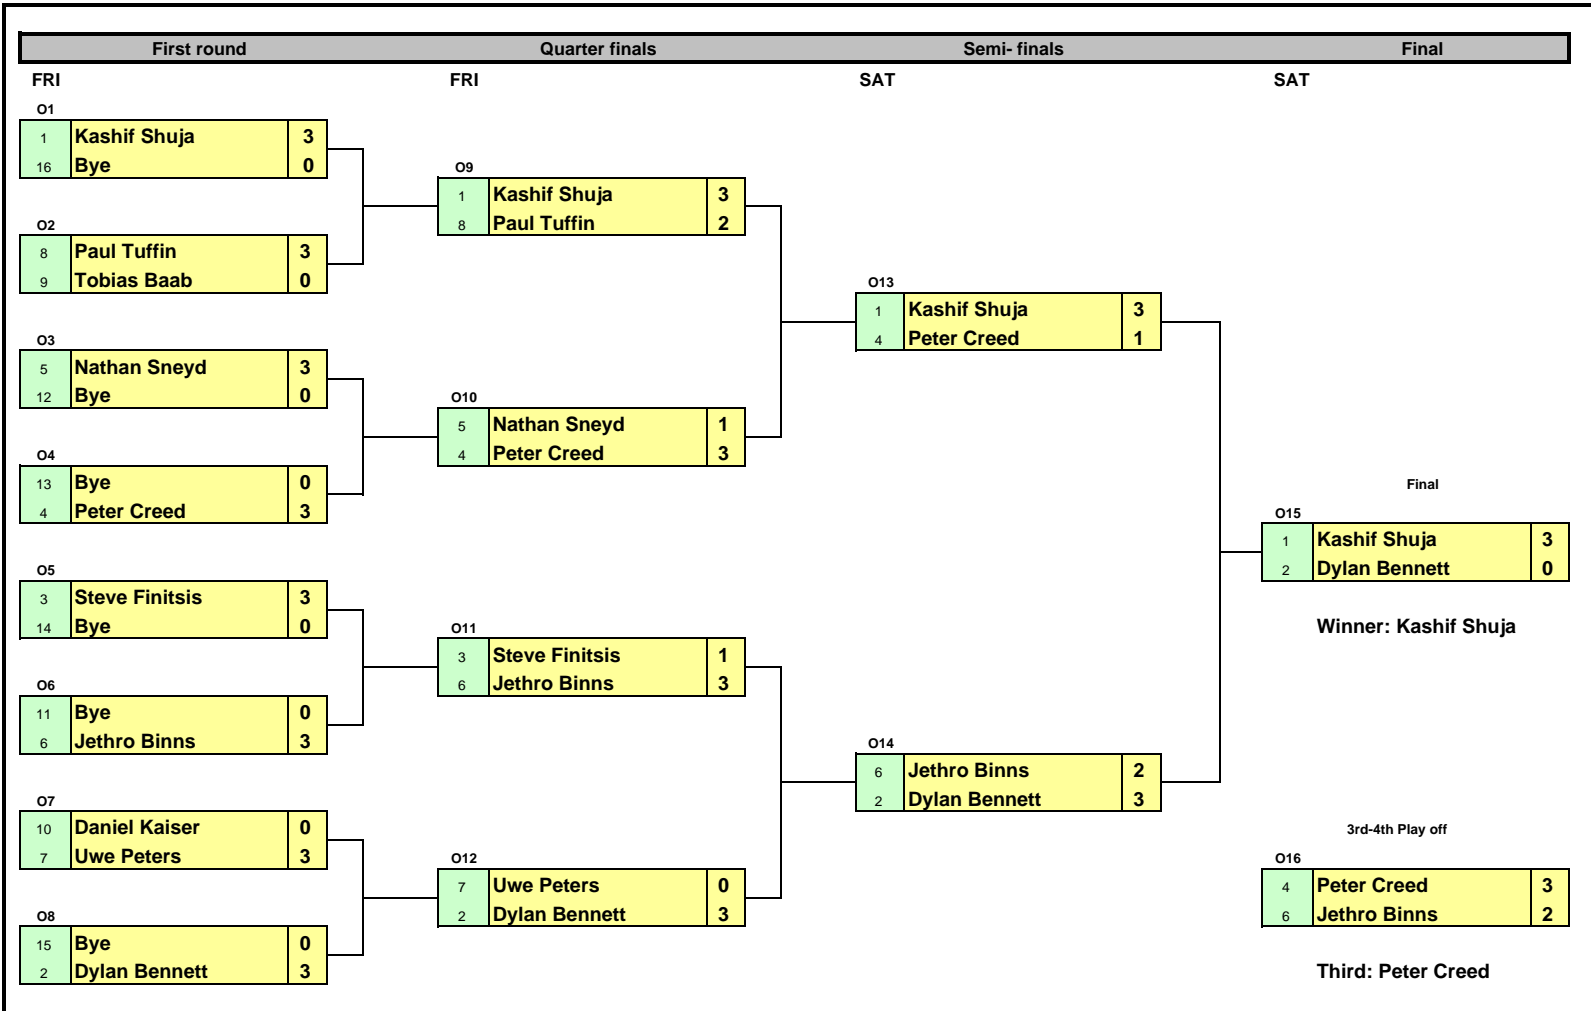 First round Quarter finals Semi- finals Final
FRI FRI SAT SAT
O1
1 Kashif Shuja 3
16 Bye 0
O2
8 Paul Tuffin 3
9 Tobias Baab 0
O3
5 Nathan Sneyd 3
12 Bye 0
O4
13 Bye 0
4 Peter Creed 3
O5
3 Steve Finitsis 3
14 Bye 0
O6
11 Bye 0
6 Jethro Binns 3
O7
10 Daniel Kaiser 0
7 Uwe Peters 3
O8
15 Bye 0
2 Dylan Bennett 3
O9
1 Kashif Shuja 3
8 Paul Tuffin 2
O10
5 Nathan Sneyd 1
4 Peter Creed 3
O11
3 Steve Finitsis 1
6 Jethro Binns 3
O12
7 Uwe Peters 0
2 Dylan Bennett 3
O13
1 Kashif Shuja 3
4 Peter Creed 1
O14
6 Jethro Binns 2
2 Dylan Bennett 3
Final
O15
1 Kashif Shuja 3
2 Dylan Bennett 0
Winner: Kashif Shuja
3rd-4th Play off
O16
4 Peter Creed 3
6 Jethro Binns 2
Third: Peter Creed